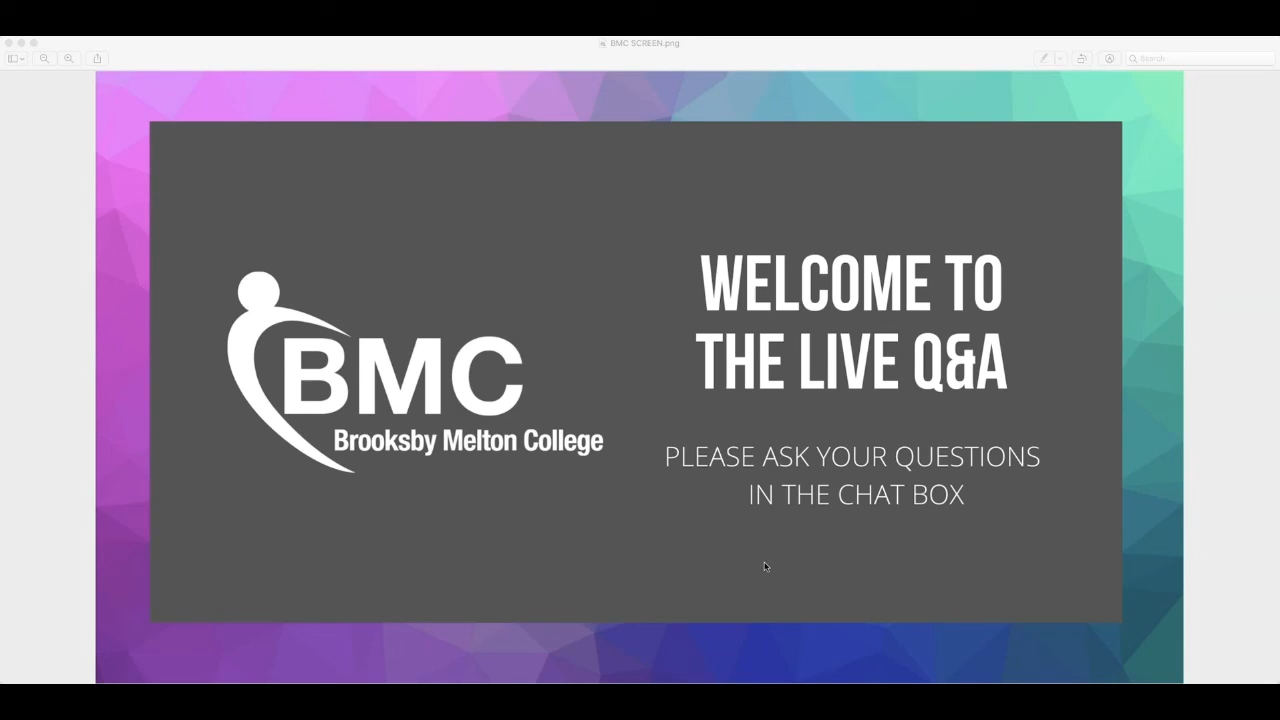 BMC SCREEN.png
Search
BMC
Brooksby Melton College
WELCOME TO
THE LIVE Q&A
PLEASE ASK YOUR QUESTIONS
IN THE CHAT BOX